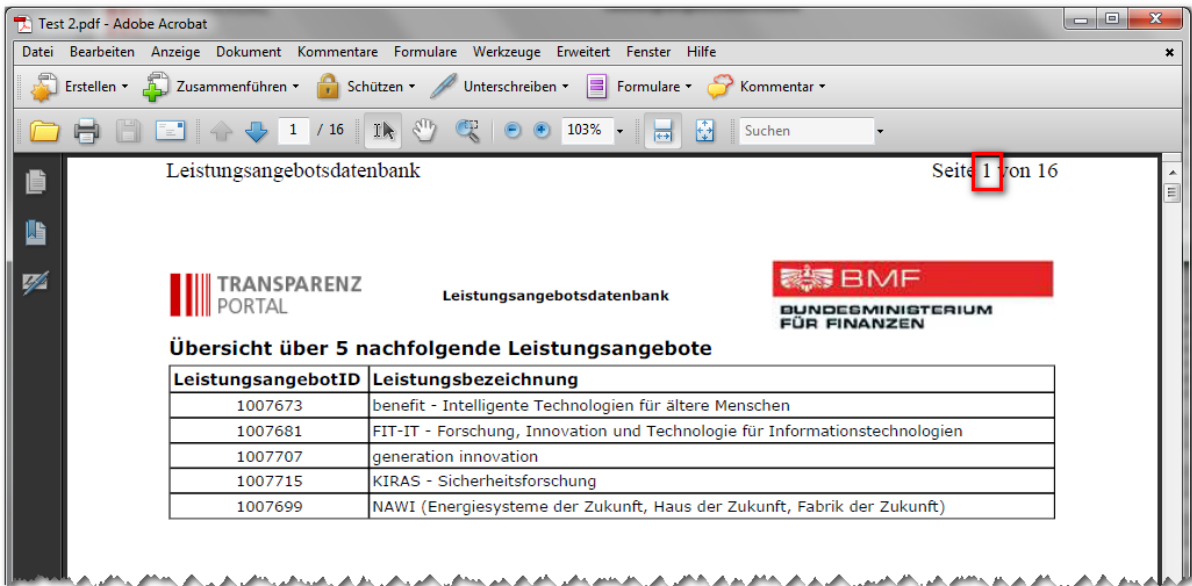 Test 2.pdf - Adobe Acrobat
Datei Bearbeiten Anzeige Dokument Kommentare Formulare Werkzeuge Erweitert Fenster Hilfe
Erstellen Zusammenführen Schützen Unterschreiben Formulare Kommentar
1 / 16 103% Suchen
Leistungsangebotsdatenbank Seite 1 von 16
TRANSPARENZ
PORTAL
Leistungsangebotsdatenbank
BMF
BUNDESMINISTERIUM
FÜR FINANZEN
Übersicht über 5 nachfolgende Leistungsangebote
LeistungsangebotID Leistungsbezeichnung
1007673 benefit - Intelligente Technologien für ältere Menschen
1007681 FIT-IT - Forschung, Innovation und Technologie für Informationstechnologien
1007707 generation innovation
1007715 KIRAS - Sicherheitsforschung
1007699 NAWI (Energiesysteme der Zukunft, Haus der Zukunft, Fabrik der Zukunft)